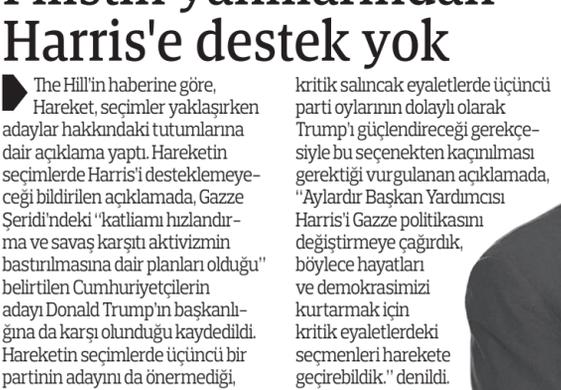 Harris'e destek yok
The Hill'in haberine göre,
Hareket, seçimler yaklaşırken
adaylar hakkındaki tutumlarına
dair açıklama yaptı. Hareketin
seçimlerde Harris'i desteklemeye-
ceği bildirilen açıklamada, Gazze
Şeridi'ndeki "katliamı hızlandır-
ma ve savaş karşıtı aktivizmin
bastırılmasına dair planları olduğu"
belirtilen Cumhuriyetçilerin
adayı Donald Trump'ın başkanlı-
ğına da karşı olunduğu kaydedildi.
Hareketin seçimlerde üçüncü bir
partinin adayını da önermediği,
kritik salıncak eyaletlerde üçüncü
parti oylarının dolaylı olarak
Trump'ı güçlendireceği gerekçe-
siyle bu seçenekten kaçınılması
gerektiği vurgulanan açıklamada,
"Aylardır Başkan Yardımcısı
Harris'i Gazze politikasını
değiştirmeye çağırdık,
böylece hayatları
ve demokrasimizi
kurtarmak için
kritik eyaletlerdeki
seçmenleri harekete
geçirebildik." denildi.